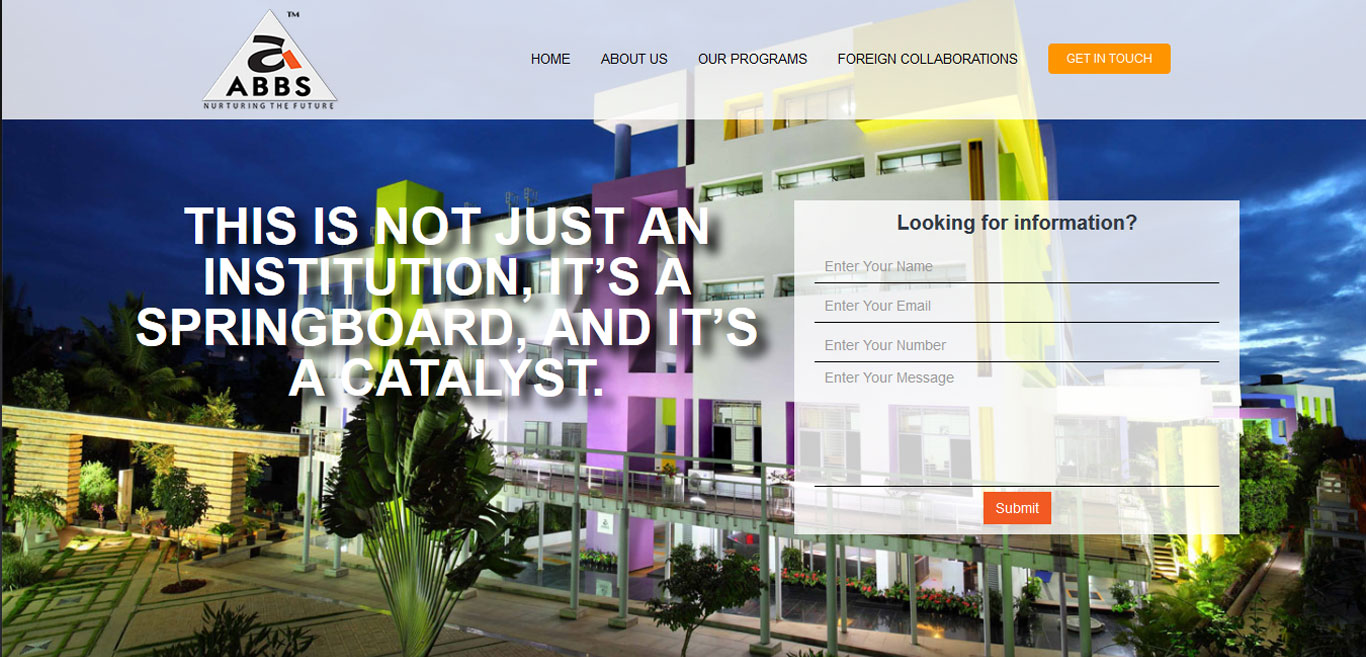 ™
a
ABBS
NURTURING THE FUTURE
HOME ABOUT US OUR PROGRAMS FOREIGN COLLABORATIONS GET IN TOUCH
THIS IS NOT JUST AN
INSTITUTION, IT’S A
SPRINGBOARD, AND IT’S
A CATALYST.
Looking for information?
Enter Your Name
Enter Your Email
Enter Your Number
Enter Your Message
Submit